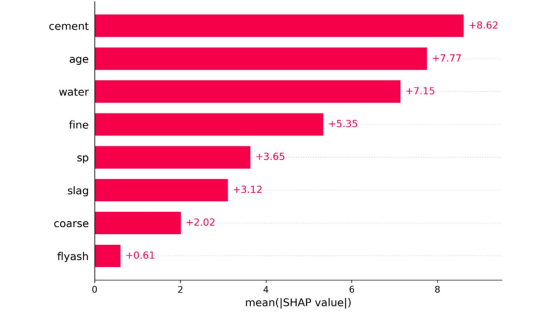 cement +8.62
age +7.77
water +7.15
fine +5.35
sp +3.65
slag +3.12
coarse +2.02
flyash +0.61
0 2 4 6 8
mean(|SHAP value|)